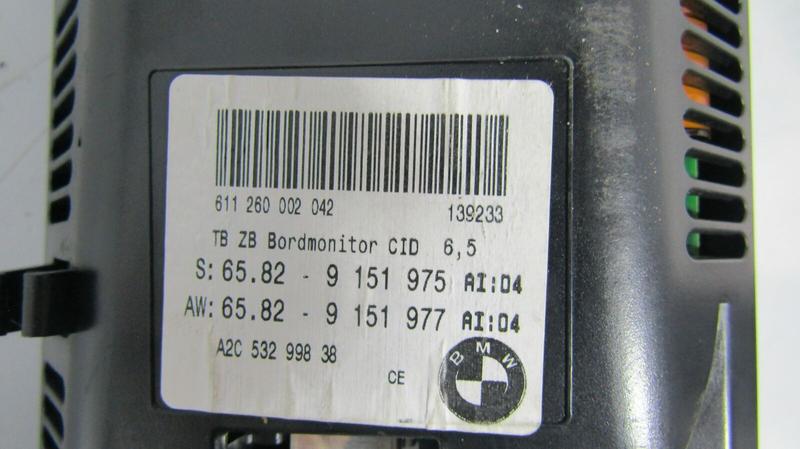 611 260 002 042 139233
TB ZB Bordmonitor CID 6,5
S: 65.82 - 9 151 975 AI:04
AW: 65.82 - 9 151 977 AI:04
A2C 532 998 38
CE
BMW